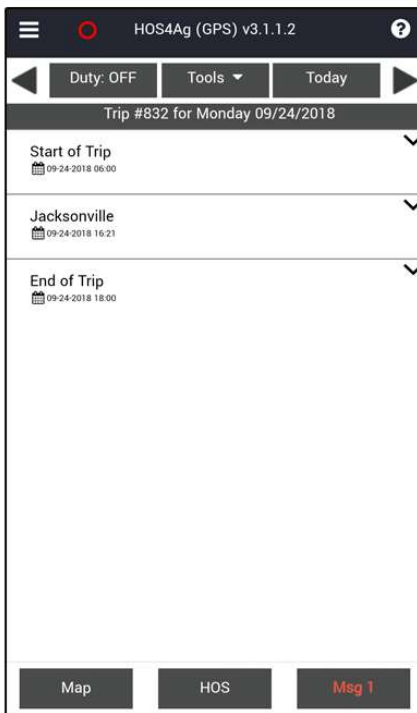 HOS4Ag (GPS) v3.1.1.2 ?
Duty: OFF Tools Today
Trip #832 for Monday 09/24/2018
Start of Trip
09-24-2018 06:00
Jacksonville
09-24-2018 16:21
End of Trip
09-24-2018 18:00
Map HOS Msg 1